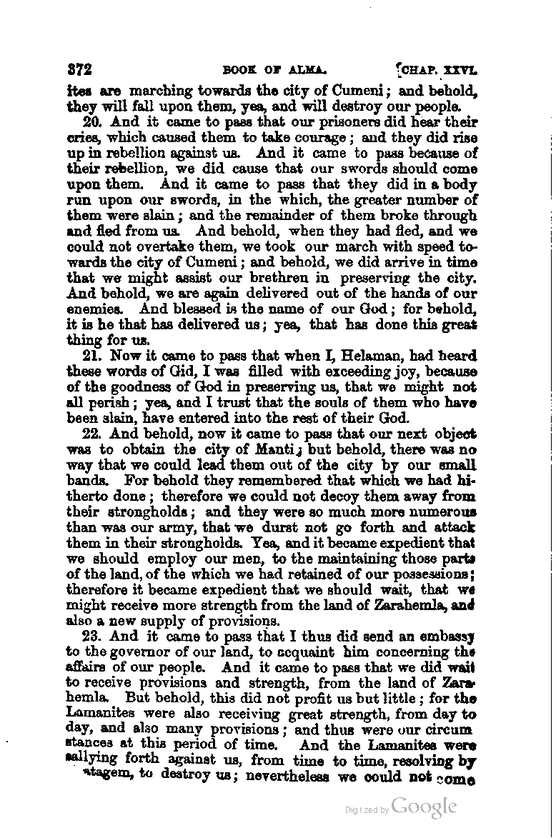 372 BOOK OF ALMA. [CHAP. XXVI.
ites are marching towards the city of Cumeni; and behold,
they will fall upon them, yea, and will destroy our people.
20. And it came to pass that our prisoners did hear their
cries, which caused them to take courage; and they did rise
up in rebellion against us. And it came to pass because of
their rebellion, we did cause that our swords should come
upon them. And it came to pass that they did in a body
run upon our swords, in the which, the greater number of
them were slain; and the remainder of them broke through
and fled from us. And behold, when they had fled, and we
could not overtake them, we took our march with speed to-
wards the city of Cumeni; and behold, we did arrive in time
that we might assist our brethren in preserving the city.
And behold, we are again delivered out of the hands of our
enemies. And blessed is the name of our God; for behold,
it is he that has delivered us; yea, that has done this great
thing for us.
21. Now it came to pass that when I, Helaman, had heard
these words of Gid, I was filled with exceeding joy, because
of the goodness of God in preserving us, that we might not
all perish; yea, and I trust that the souls of them who have
been slain, have entered into the rest of their God.
22. And behold, now it came to pass that our next object
was to obtain the city of Manti; but behold, there was no
way that we could lead them out of the city by our small
bands. For behold they remembered that which we had hi-
therto done; therefore we could not decoy them away from
their strongholds; and they were so much more numerous
than was our army, that we durst not go forth and attack
them in their strongholds. Yea, and it became expedient that
we should employ our men, to the maintaining those parts
of the land, of the which we had retained of our possessions;
therefore it became expedient that we should wait, that we
might receive more strength from the land of Zarahemla, and
also a new supply of provisions.
23. And it came to pass that I thus did send an embassy
to the governor of our land, to acquaint him concerning the
affairs of our people. And it came to pass that we did wait
to receive provisions and strength, from the land of Zara-
hemla. But behold, this did not profit us but little; for the
Lamanites were also receiving great strength, from day to
day, and also many provisions; and thus were our circum
stances at this period of time. And the Lamanites were
sallying forth against us, from time to time, resolving by
atagem, to destroy us; nevertheless we could not come
Digitized by Google